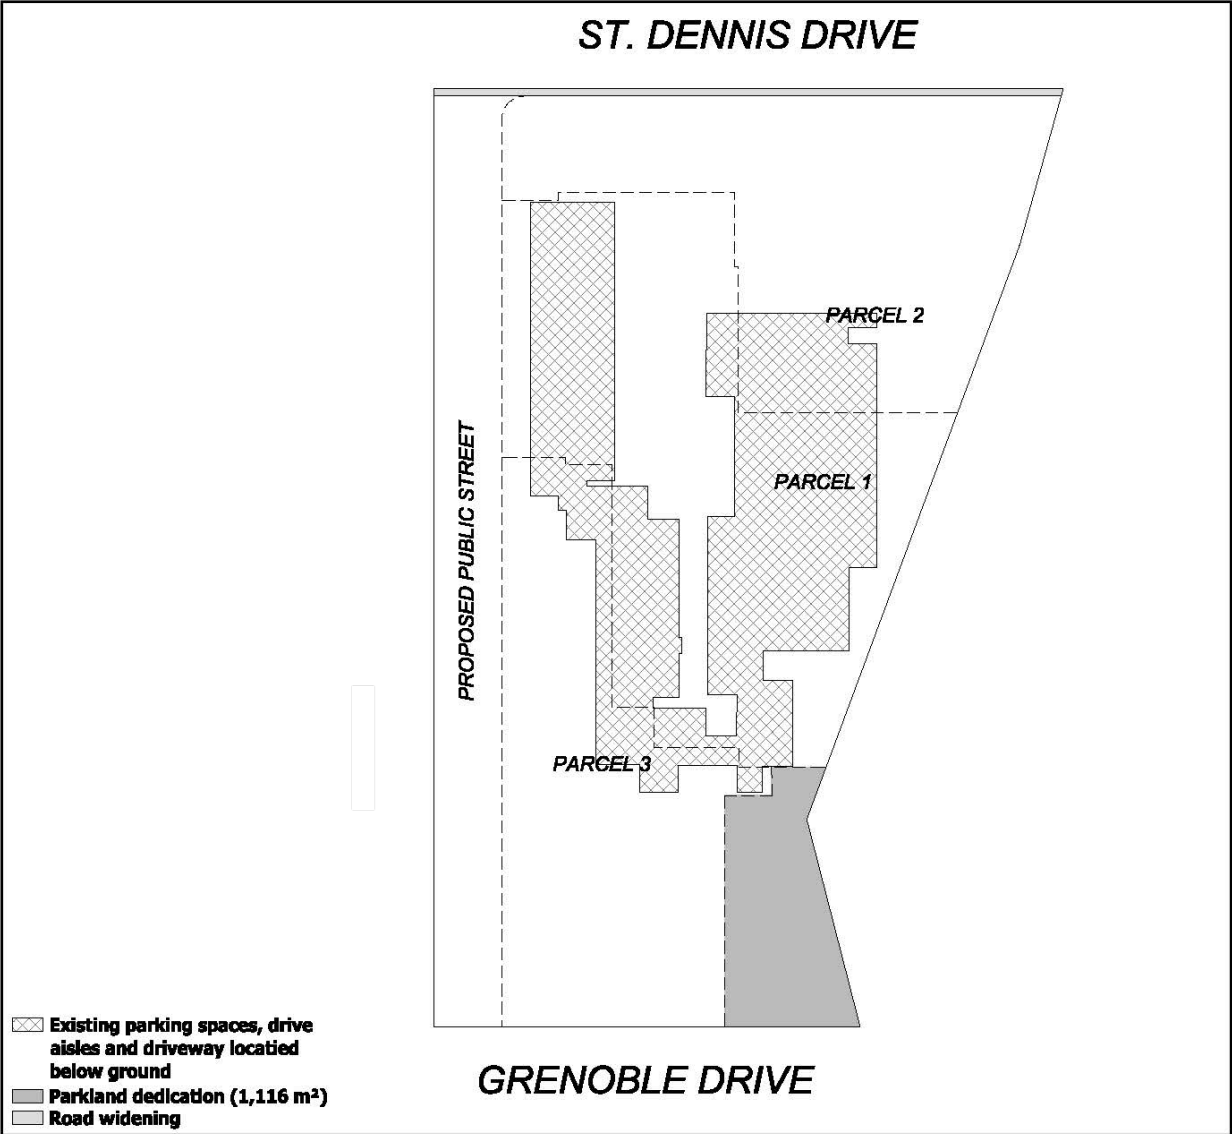 ST. DENNIS DRIVE
PARCEL 2
PARCEL 1
PROPOSED PUBLIC STREET
PARCEL 3
Existing parking spaces, drive
aisles and driveway locatied
below ground
Parkland dedication (1,116 m²)
Road widening
GRENOBLE DRIVE